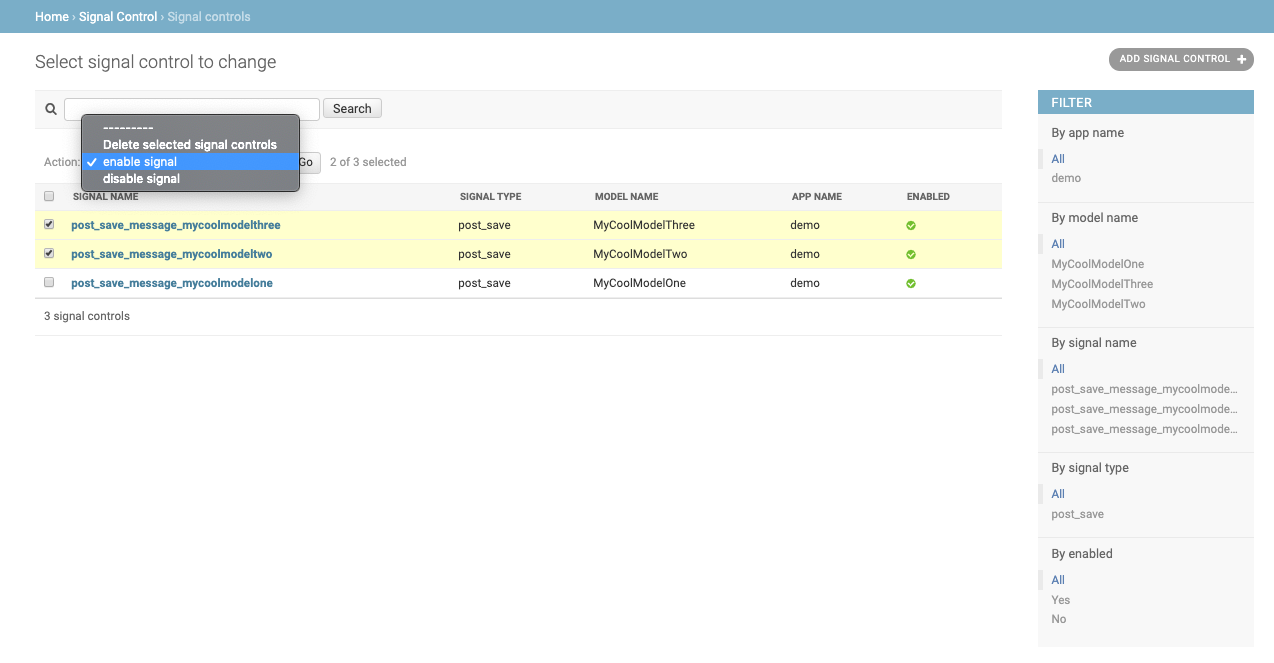 Home › Signal Control › Signal controls
Select signal control to change
ADD SIGNAL CONTROL +
Search
---------
Delete selected signal controls
Action: ✓ enable signal Go 2 of 3 selected
disable signal
SIGNAL NAME SIGNAL TYPE MODEL NAME APP NAME ENABLED
post_save_message_mycoolmodelthree post_save MyCoolModelThree demo
post_save_message_mycoolmodeltwo post_save MyCoolModelTwo demo
post_save_message_mycoolmodelone post_save MyCoolModelOne demo
3 signal controls
FILTER
By app name
All
demo
By model name
All
MyCoolModelOne
MyCoolModelThree
MyCoolModelTwo
By signal name
All
post_save_message_mycoolmode...
post_save_message_mycoolmode...
post_save_message_mycoolmode...
By signal type
All
post_save
By enabled
All
Yes
No